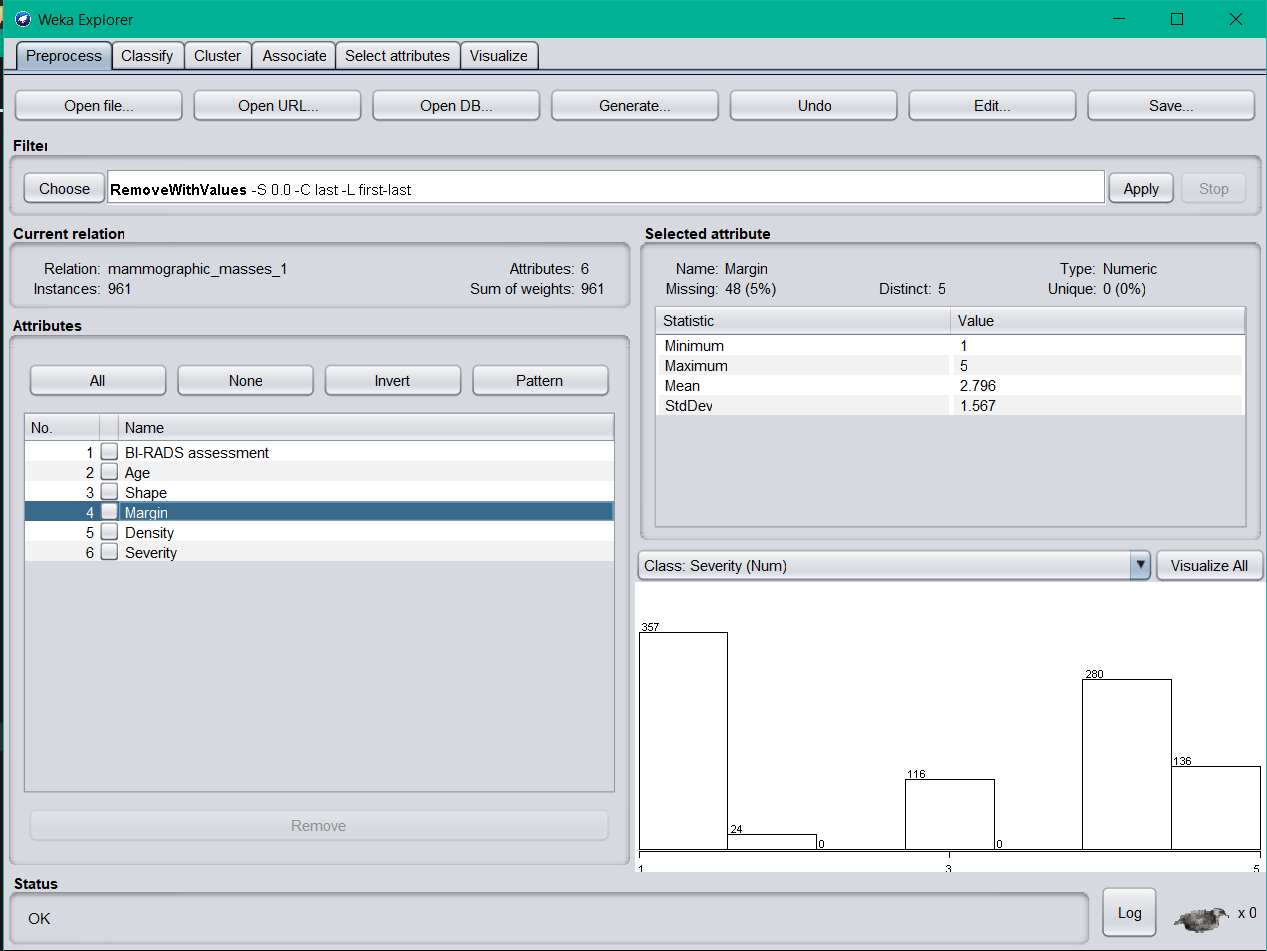 Weka Explorer
Preprocess Classify Cluster Associate Select attributes Visualize
Open file... Open URL... Open DB... Generate... Undo Edit... Save...
Filter
Choose RemoveWithValues -S 0.0 -C last -L first-last Apply Stop
Current relation
Relation: mammographic_masses_1 Attributes: 6
Instances: 961 Sum of weights: 961
Attributes
All None Invert Pattern
No. Name
1 BI-RADS assessment
2 Age
3 Shape
4 Margin
5 Density
6 Severity
Remove
Selected attribute
Name: Margin Type: Numeric
Missing: 48 (5%) Distinct: 5 Unique: 0 (0%)
Statistic Value
Minimum 1
Maximum 5
Mean 2.796
StdDev 1.567
Class: Severity (Num) Visualize All
357
280
136
116
24
0 0
1 3 5
Status
OK
Log x 0